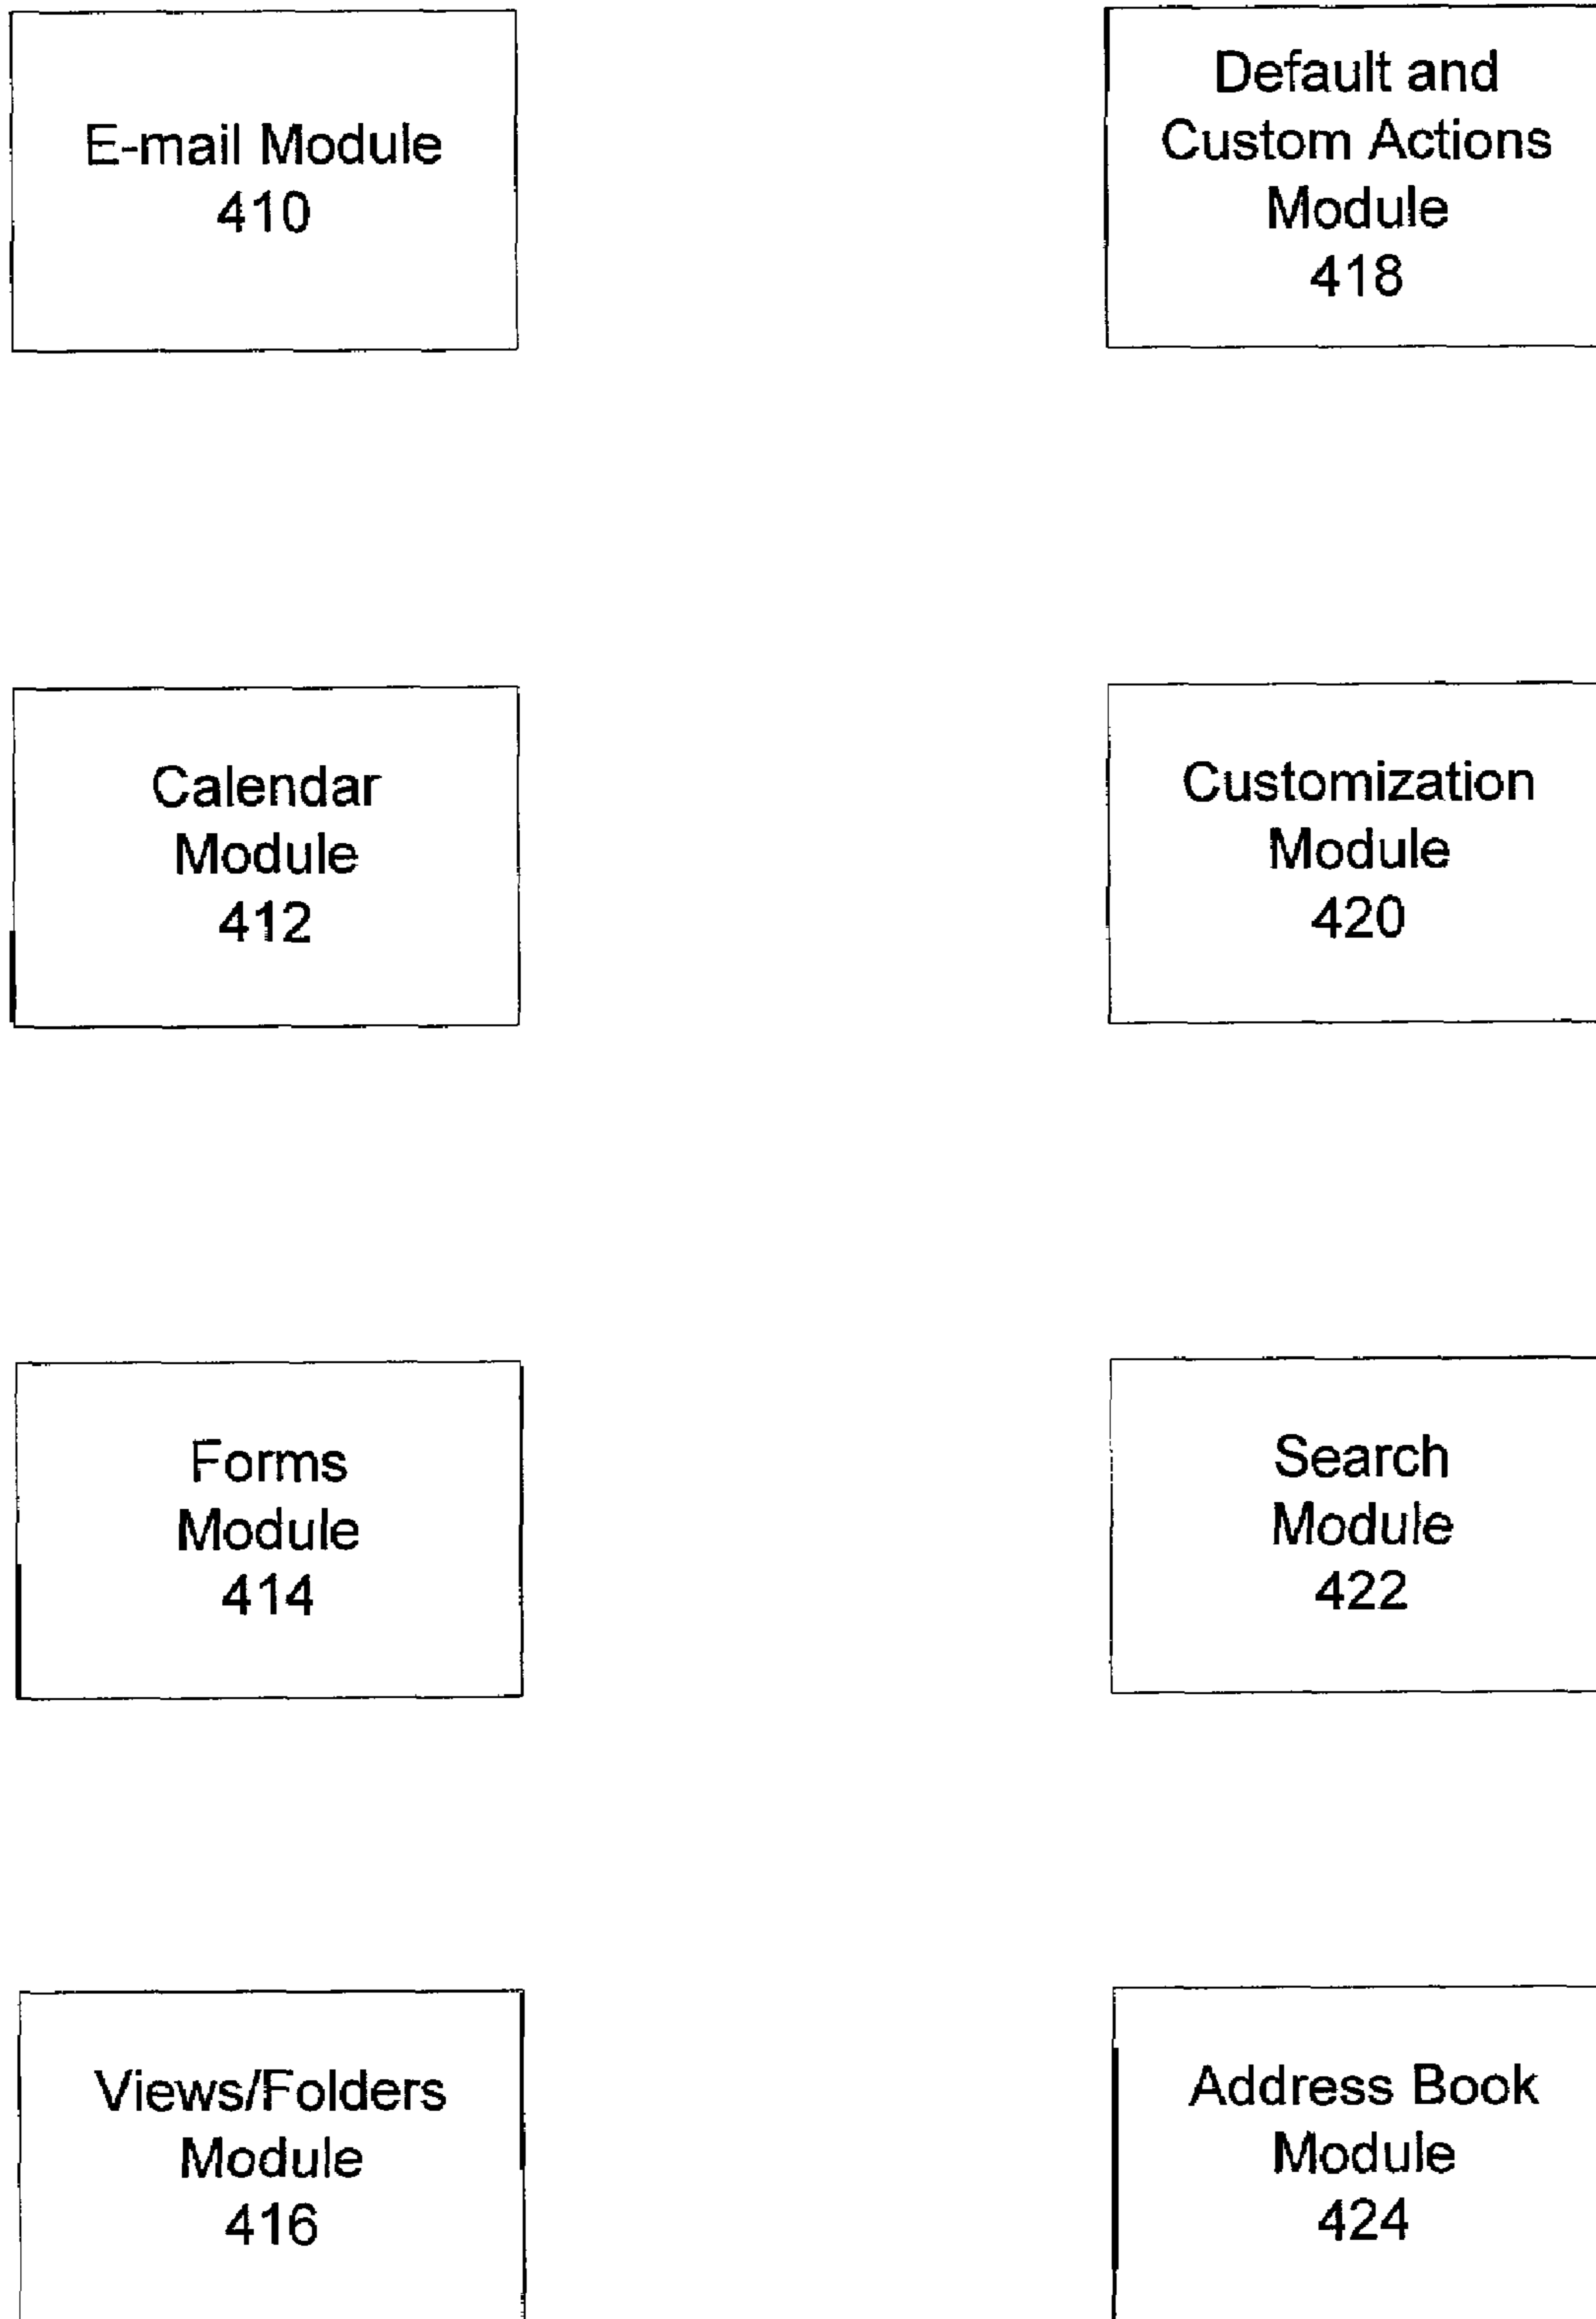 E-mail Module
410
Default and
Custom Actions
Module
418
Calendar
Module
412
Customization
Module
420
Forms
Module
414
Search
Module
422
Views/Folders
Module
416
Address Book
Module
424